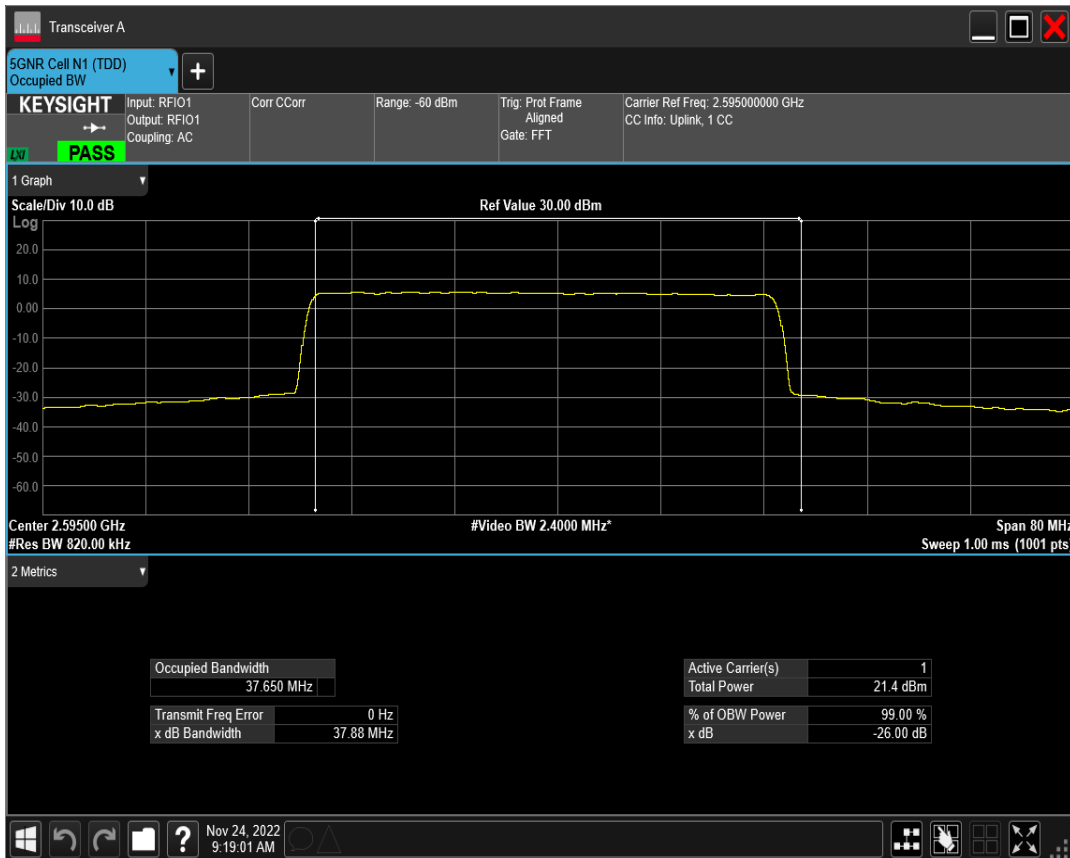 Transceiver A
5GNR Cell N1 (TDD)
Occupied BW
+
KEYSIGHT
LXI
PASS
Input: RFIO1
Output: RFIO1
Coupling: AC
Corr CCorr
Range: -60 dBm
Trig: Prot Frame
Aligned
Gate: FFT
Carrier Ref Freq: 2.595000000 GHz
CC Info: Uplink, 1 CC
1 Graph
Scale/Div 10.0 dB
Ref Value 30.00 dBm
Log
20.0
10.0
0.00
-10.0
-20.0
-30.0
-40.0
-50.0
-60.0
Center 2.59500 GHz
#Video BW 2.4000 MHz*
Span 80 MHz
#Res BW 820.00 kHz
Sweep 1.00 ms (1001 pts)
2 Metrics
Occupied Bandwidth
37.650 MHz
Transmit Freq Error 0 Hz
x dB Bandwidth 37.88 MHz
Active Carrier(s) 1
Total Power 21.4 dBm
% of OBW Power 99.00 %
x dB -26.00 dB
?
Nov 24, 2022
9:19:01 AM